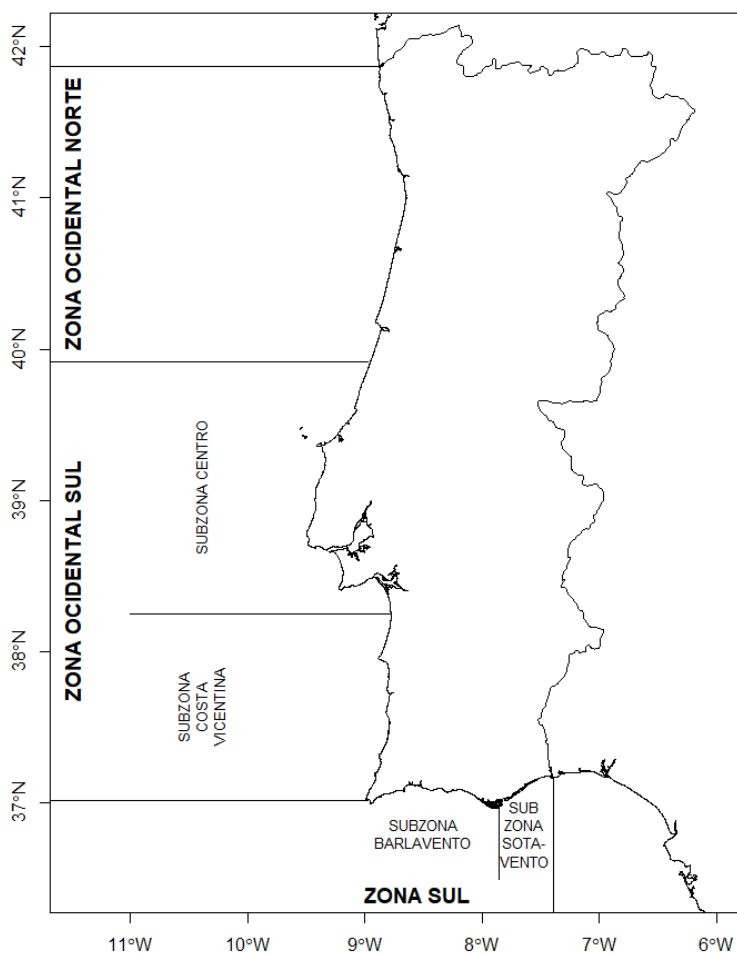 42°N
41°N
40°N
39°N
38°N
37°N
ZONA OCIDENTAL NORTE
ZONA OCIDENTAL SUL
SUBZONA CENTRO
SUBZONA
COSTA
VICENTINA
SUBZONA
BARLAVENTO
SUB
ZONA
SOTA-
VENTO
ZONA SUL
11°W
10°W
9°W
8°W
7°W
6°W